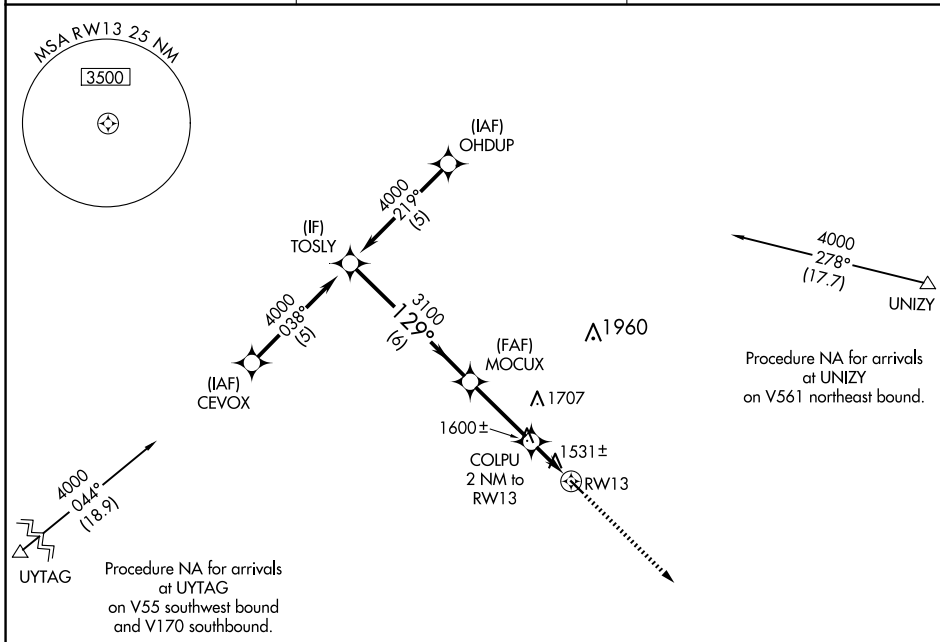 MSA RW13 25 NM
3500
(IAF)
OHDUP
4000
219°
(5)
(IF)
TOSLY
4000
038°
(5)
(IAF)
CEVOX
3100
129°
(6)
(FAF)
MOCUX
4000
278°
(17.7)
UNIZY
Procedure NA for arrivals
at UNIZY
on V561 northeast bound.
1960
1707
1600±
1531±
COLPU
2 NM to
RW13
RW13
4000
044°
(18.9)
UYTAG
Procedure NA for arrivals
at UYTAG
on V55 southwest bound
and V170 southbound.